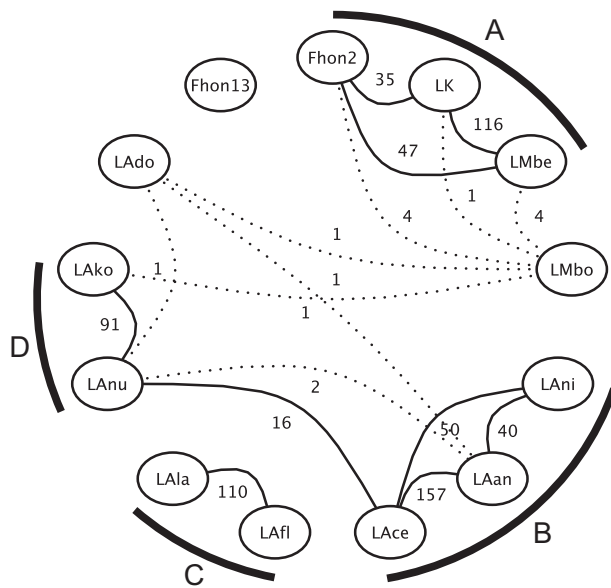 A
Fhon2
Fhon13
35
LK
116
47
LMbe
LAdo
1
4
4
1
LAko
1
1
LMbo
1
91
D
LAnu
2
LAni
16
50
40
LAla
110
157
LAan
LAfl
LAce
B
C